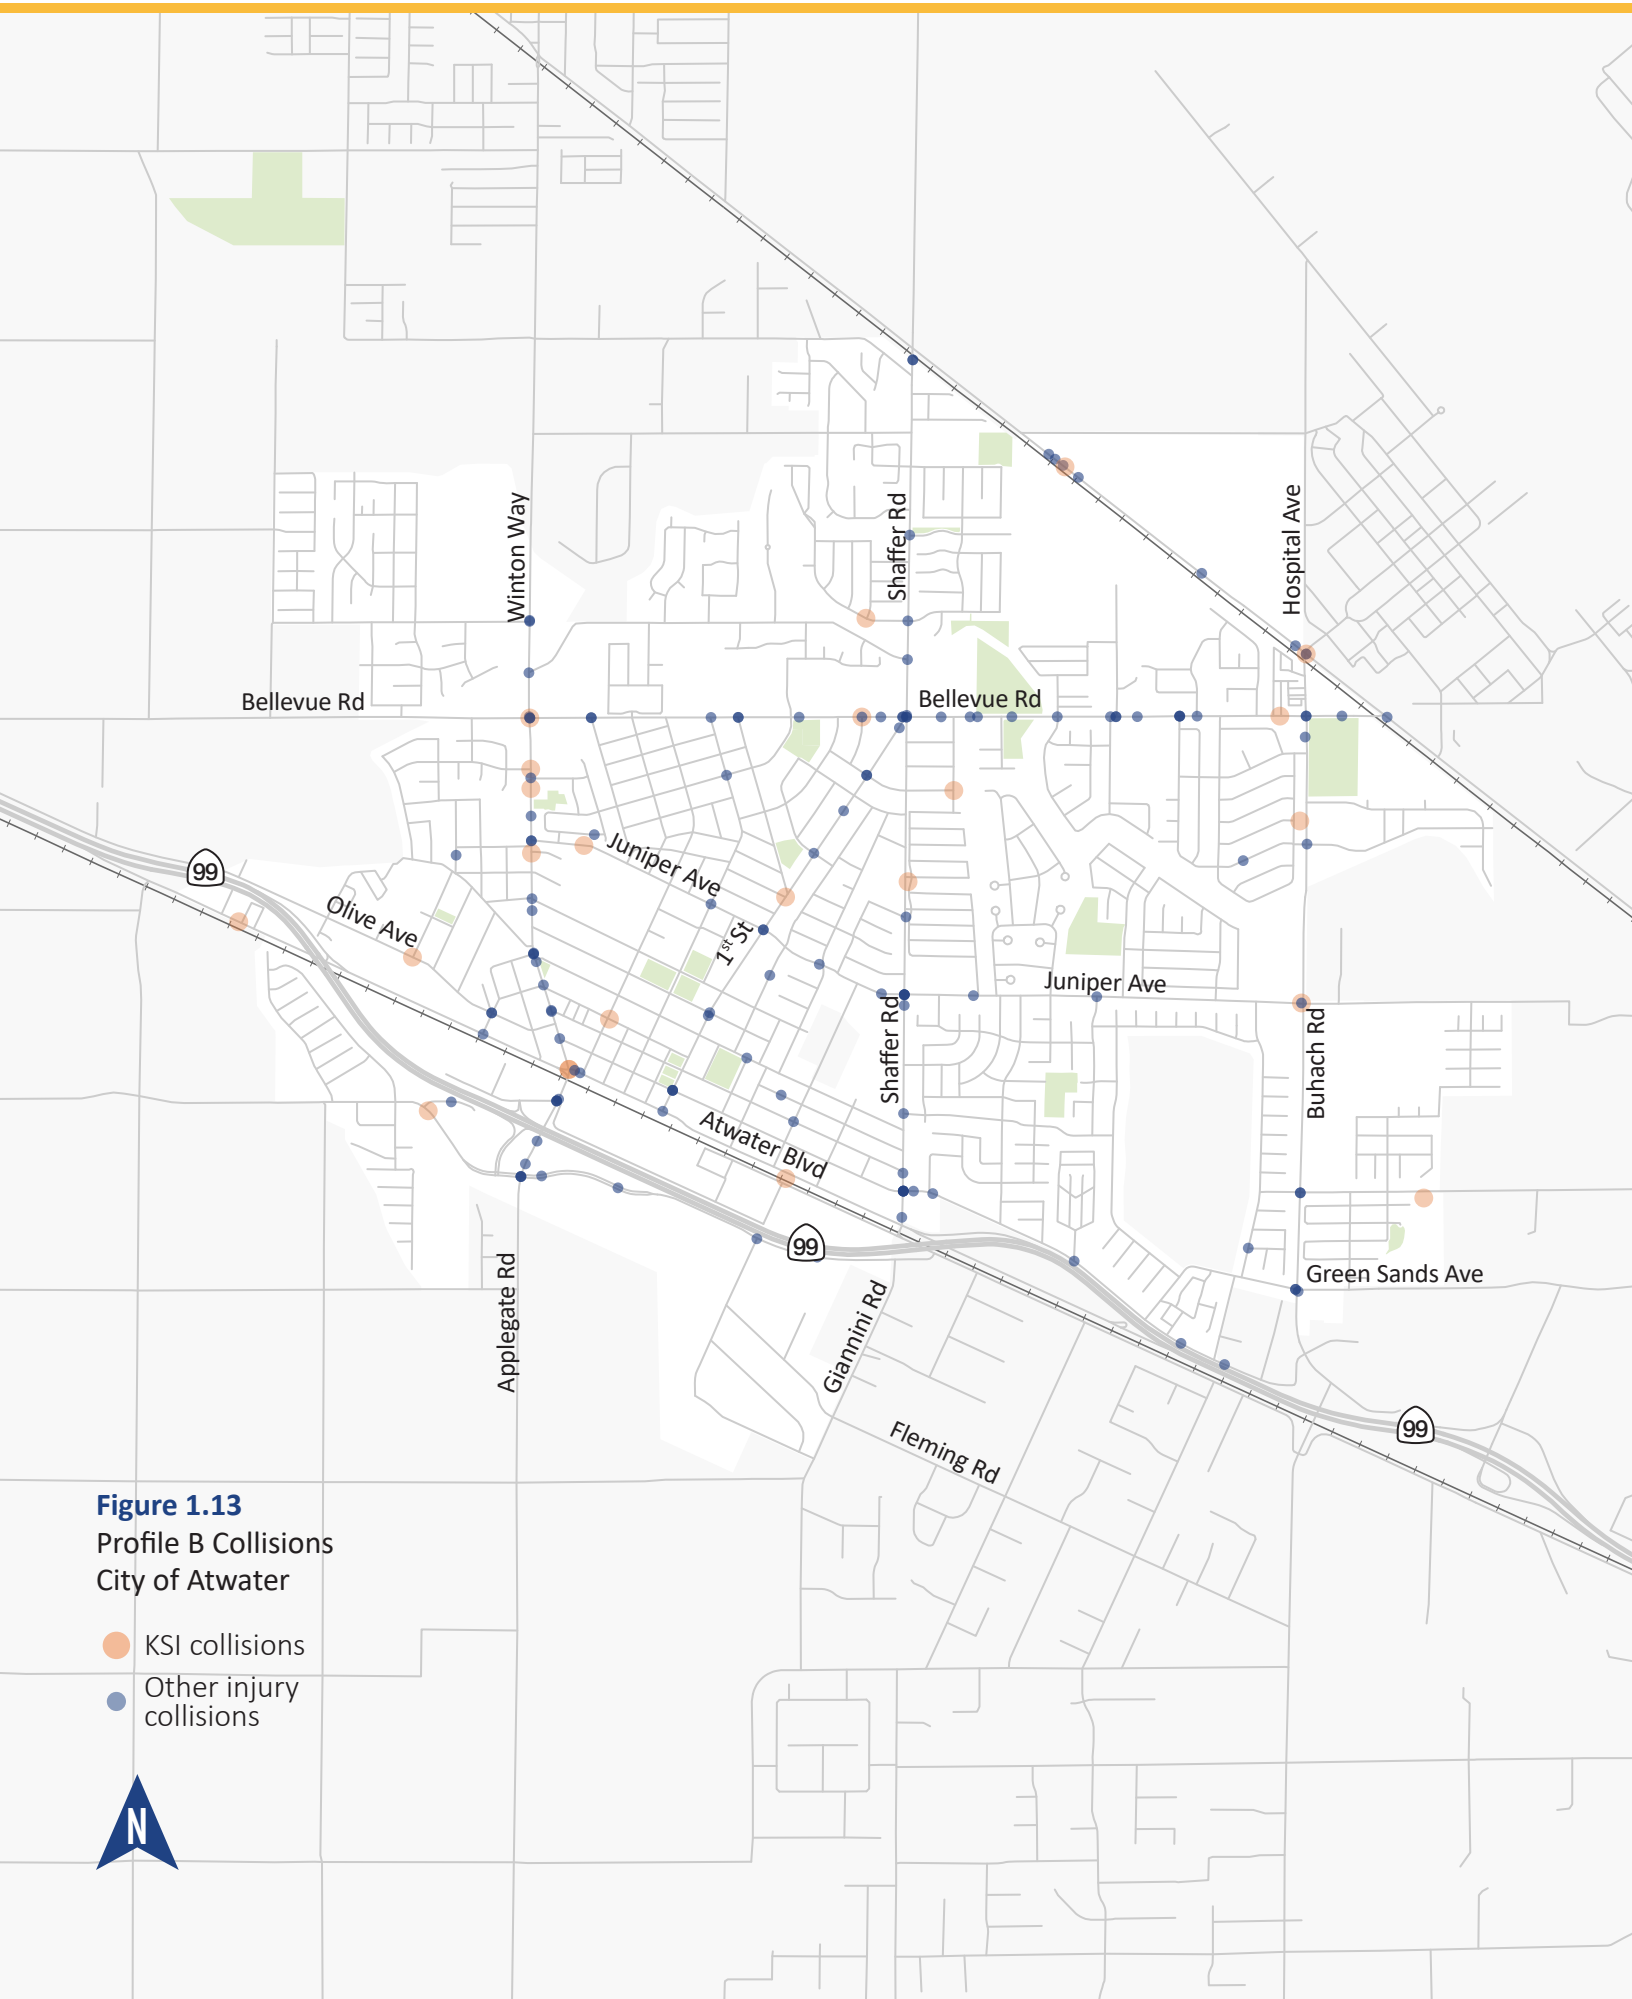 Winton Way
Shaffer Rd
Hospital Ave
Bellevue Rd
Bellevue Rd
99
Juniper Ave
Olive Ave
1st St
Juniper Ave
Shaffer Rd
Buhach Rd
Atwater Blvd
99
Applegate Rd
Green Sands Ave
Giannini Rd
Fleming Rd
99
Figure 1.13
Profile B Collisions
City of Atwater
KSI collisions
Other injury
collisions
N